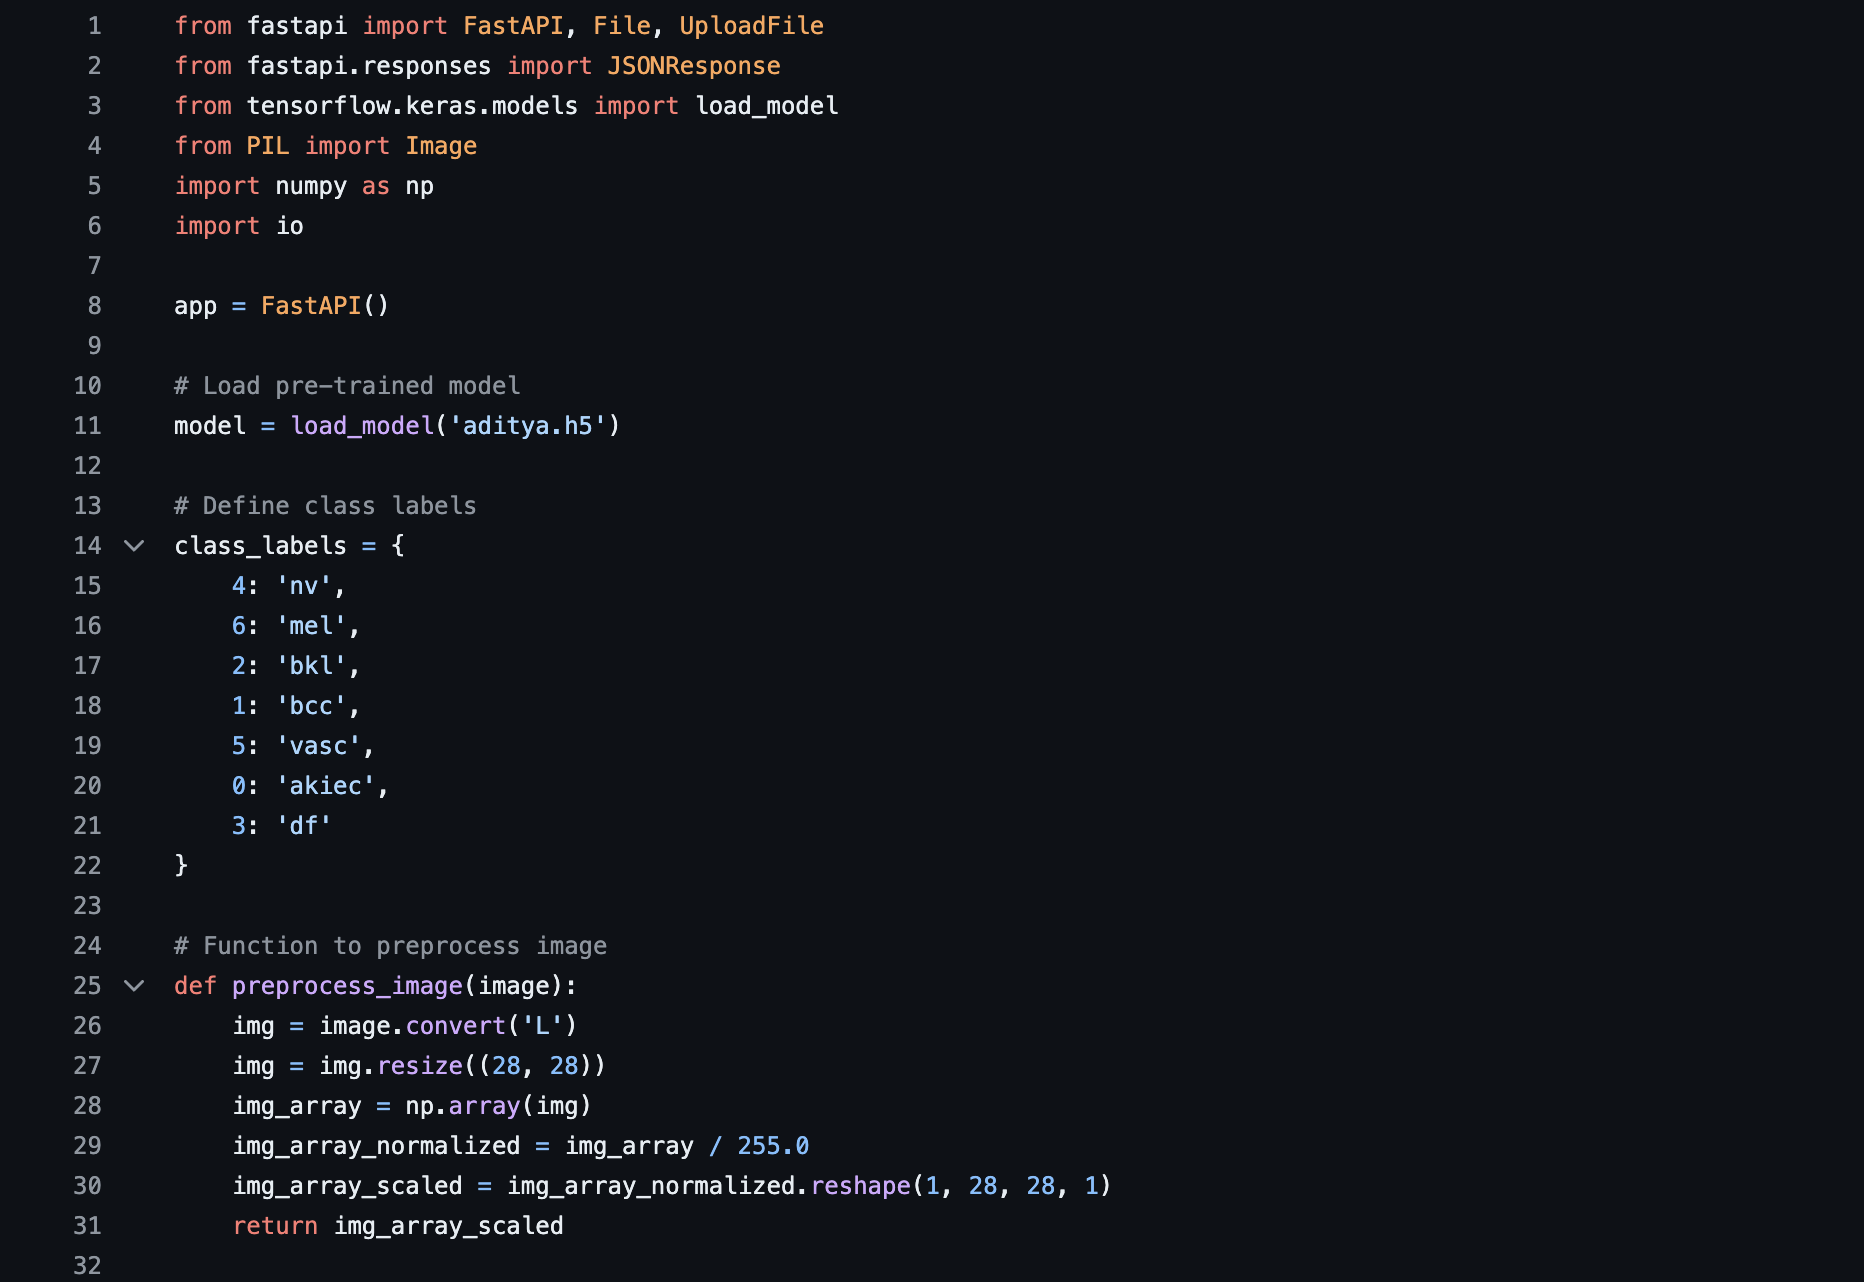 1 from fastapi import FastAPI, File, UploadFile
2 from fastapi.responses import JSONResponse
3 from tensorflow.keras.models import load_model
4 from PIL import Image
5 import numpy as np
6 import io
7
8 app = FastAPI()
9
10 # Load pre-trained model
11 model = load_model('aditya.h5')
12
13 # Define class labels
14 class_labels = {
15     4: 'nv',
16     6: 'mel',
17     2: 'bkl',
18     1: 'bcc',
19     5: 'vasc',
20     0: 'akiec',
21     3: 'df'
22 }
23
24 # Function to preprocess image
25 def preprocess_image(image):
26     img = image.convert('L')
27     img = img.resize((28, 28))
28     img_array = np.array(img)
29     img_array_normalized = img_array / 255.0
30     img_array_scaled = img_array_normalized.reshape(1, 28, 28, 1)
31     return img_array_scaled
32